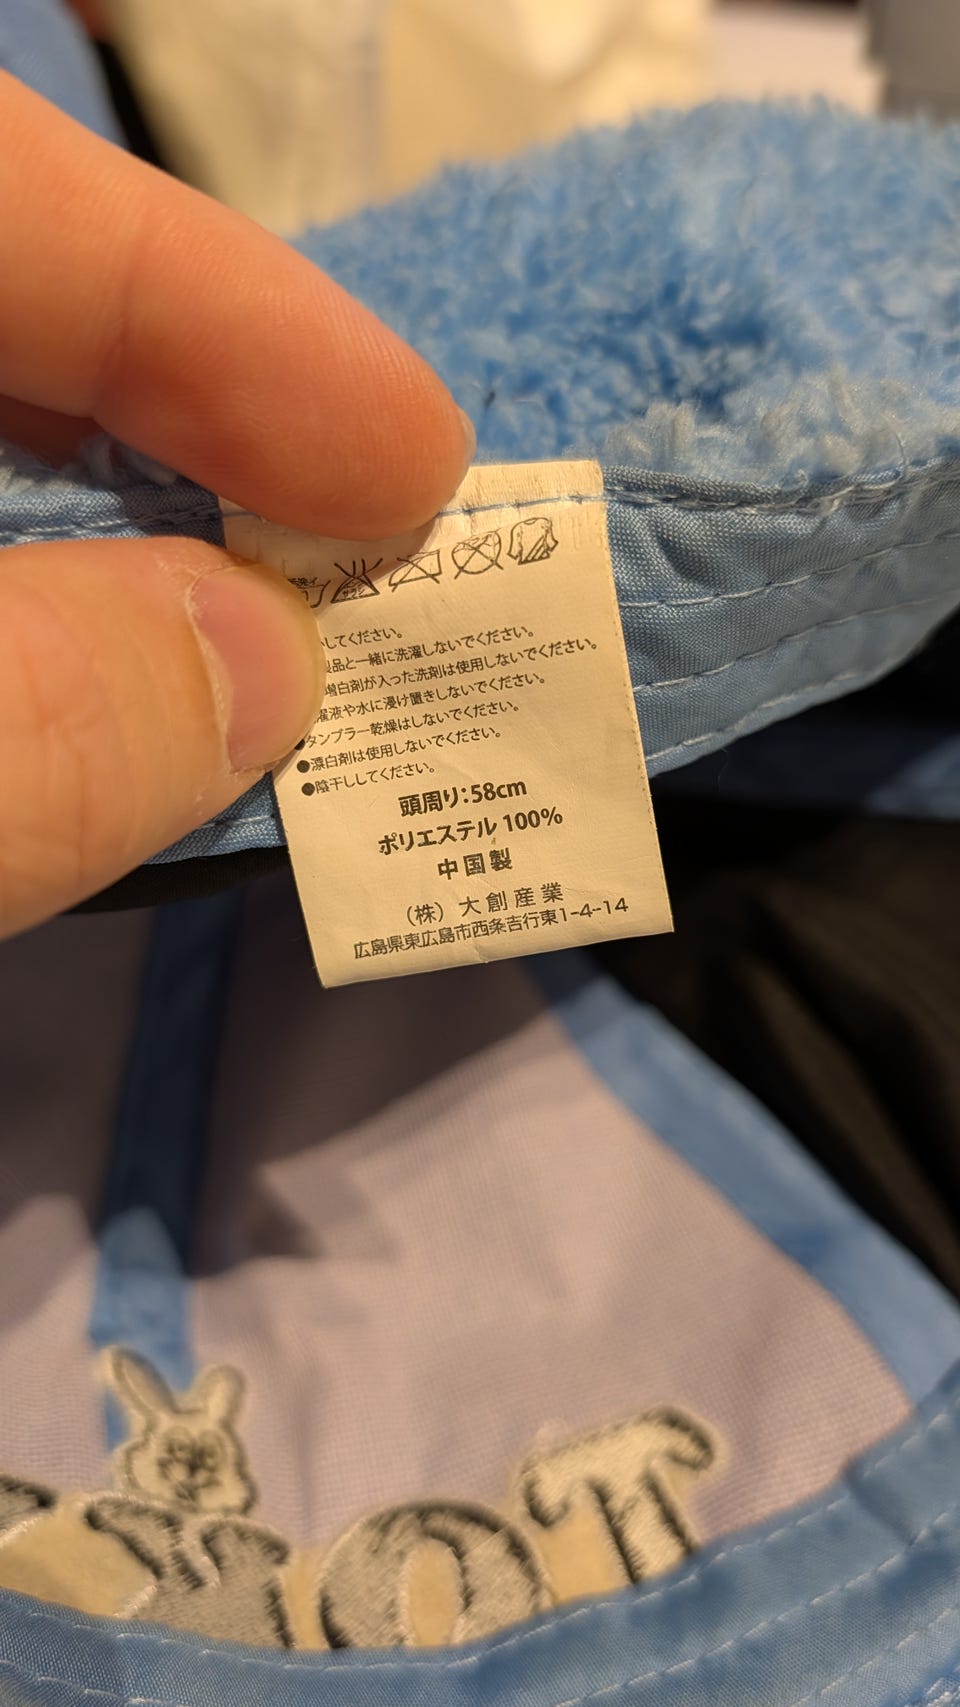 してください。
製品と一緒に洗濯しないでください。
増白剤が入った洗剤は使用しないでください。
濯液や水に浸け置きしないでください。
●タンブラー乾燥はしないでください。
●漂白剤は使用しないでください。
●陰干ししてください。
頭周り:58cm
ポリエステル 100%
中国製
(株)大創産業
広島県東広島市西条吉行東1-4-14